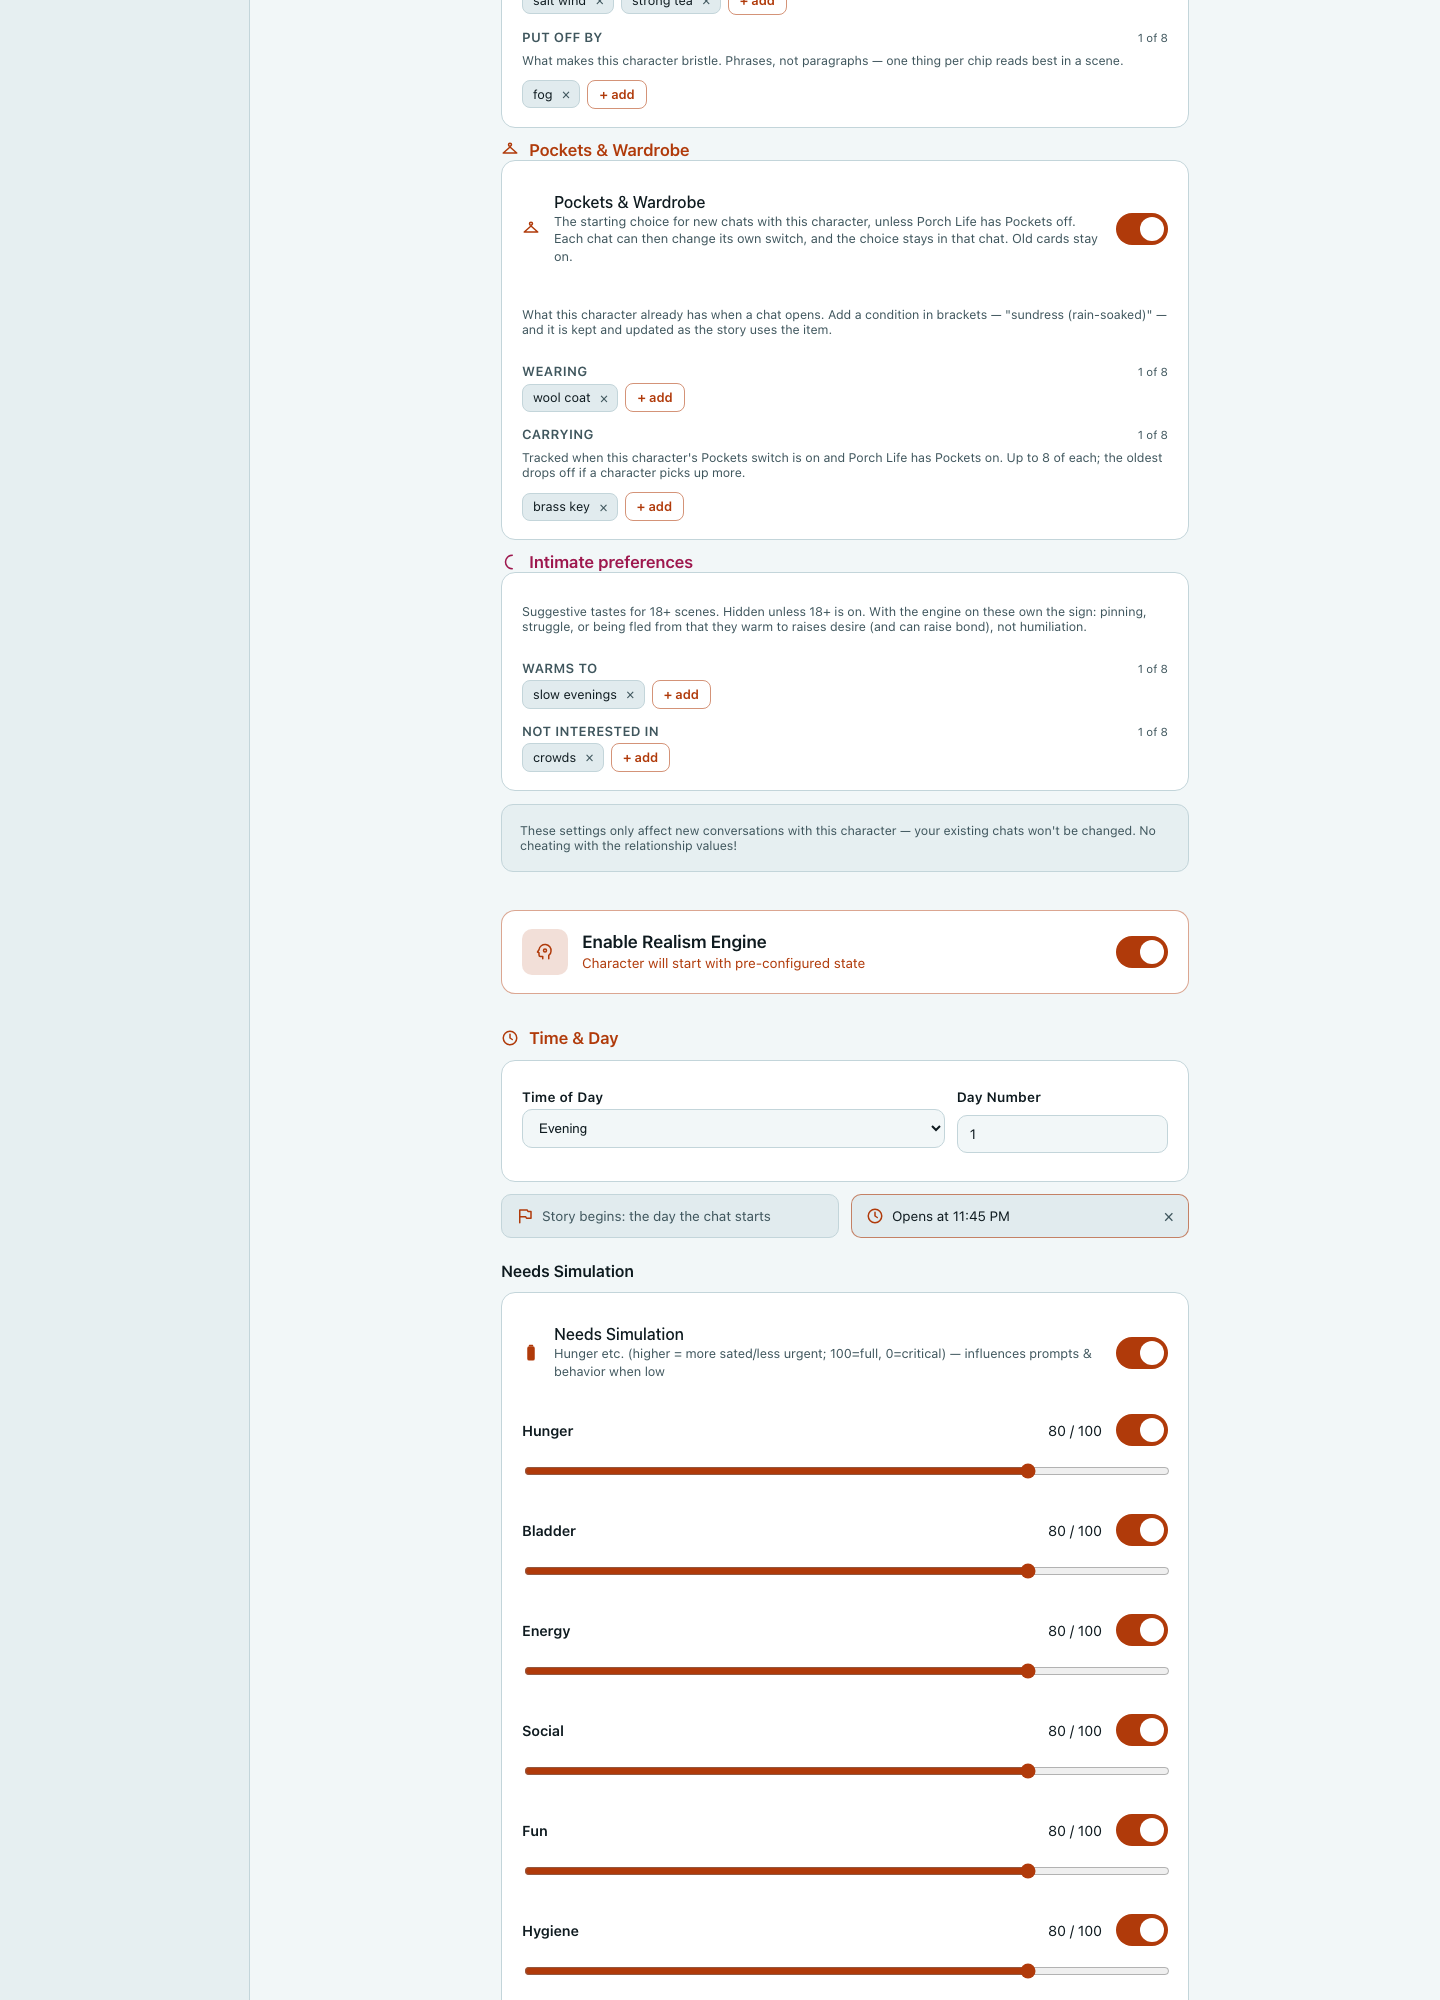 salt wind × strong tea × + add
PUT OFF BY 1 of 8
What makes this character bristle. Phrases, not paragraphs — one thing per chip reads best in a scene.
fog × + add
Pockets & Wardrobe
Pockets & Wardrobe
The starting choice for new chats with this character, unless Porch Life has Pockets off.
Each chat can then change its own switch, and the choice stays in that chat. Old cards stay
on.
What this character already has when a chat opens. Add a condition in brackets — "sundress (rain-soaked)" —
and it is kept and updated as the story uses the item.
WEARING 1 of 8
wool coat × + add
CARRYING 1 of 8
Tracked when this character's Pockets switch is on and Porch Life has Pockets on. Up to 8 of each; the oldest
drops off if a character picks up more.
brass key × + add
Intimate preferences
Suggestive tastes for 18+ scenes. Hidden unless 18+ is on. With the engine on these own the sign: pinning,
struggle, or being fled from that they warm to raises desire (and can raise bond), not humiliation.
WARMS TO 1 of 8
slow evenings × + add
NOT INTERESTED IN 1 of 8
crowds × + add
These settings only affect new conversations with this character — your existing chats won't be changed. No
cheating with the relationship values!
Enable Realism Engine
Character will start with pre-configured state
Time & Day
Time of Day Day Number
Evening 1
Story begins: the day the chat starts Opens at 11:45 PM ×
Needs Simulation
Needs Simulation
Hunger etc. (higher = more sated/less urgent; 100=full, 0=critical) — influences prompts &
behavior when low
Hunger 80 / 100
Bladder 80 / 100
Energy 80 / 100
Social 80 / 100
Fun 80 / 100
Hygiene 80 / 100